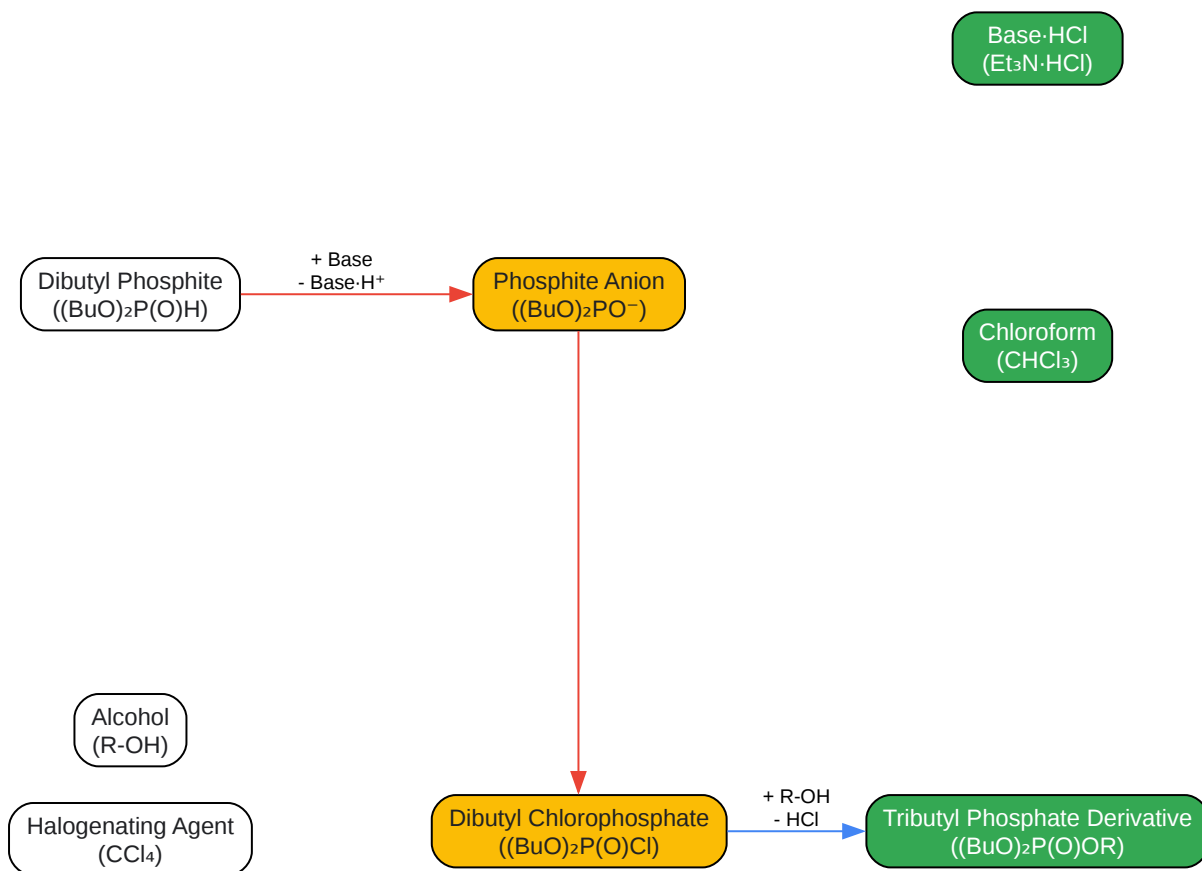 Base·HCl
(Et₃N·HCl)
Dibutyl Phosphite
((BuO)₂P(O)H)
+ Base
- Base·H⁺
Phosphite Anion
((BuO)₂PO⁻)
Chloroform
(CHCl₃)
Alcohol
(R-OH)
Halogenating Agent
(CCl₄)
Dibutyl Chlorophosphate
((BuO)₂P(O)Cl)
+ R-OH
- HCl
Tributyl Phosphate Derivative
((BuO)₂P(O)OR)